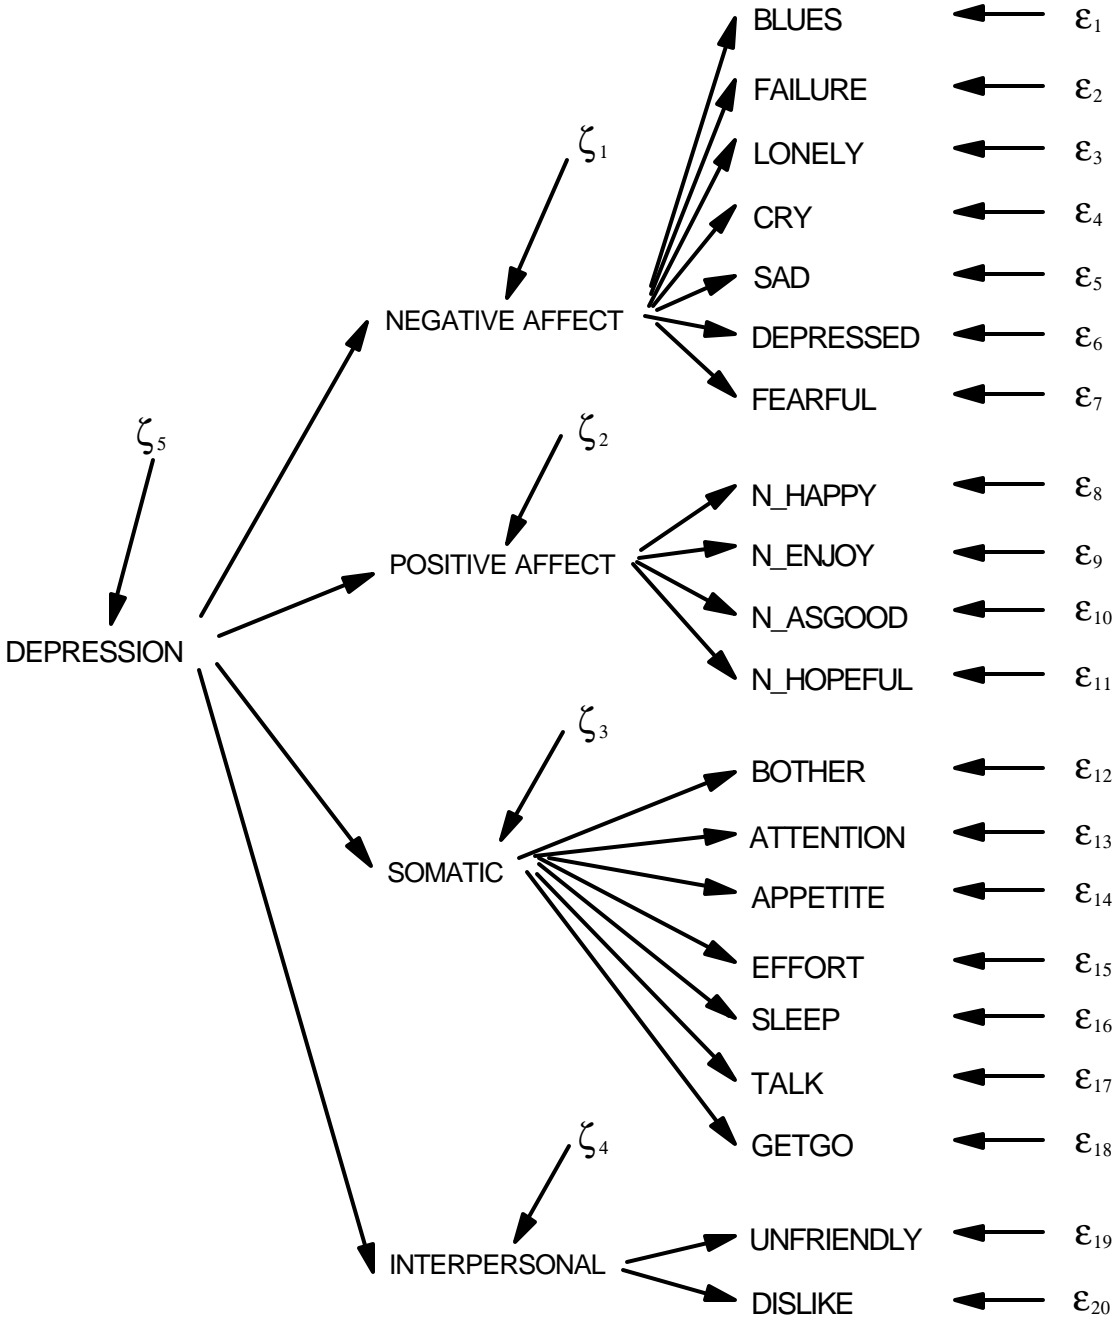 BLUES ε1
FAILURE ε2
ζ1
LONELY ε3
CRY ε4
SAD ε5
NEGATIVE AFFECT
DEPRESSED ε6
FEARFUL ε7
ζ5
ζ2
N_HAPPY ε8
N_ENJOY ε9
POSITIVE AFFECT
N_ASGOOD ε10
DEPRESSION
N_HOPEFUL ε11
ζ3
BOTHER ε12
ATTENTION ε13
SOMATIC
APPETITE ε14
EFFORT ε15
SLEEP ε16
TALK ε17
ζ4
GETGO ε18
UNFRIENDLY ε19
INTERPERSONAL
DISLIKE ε20